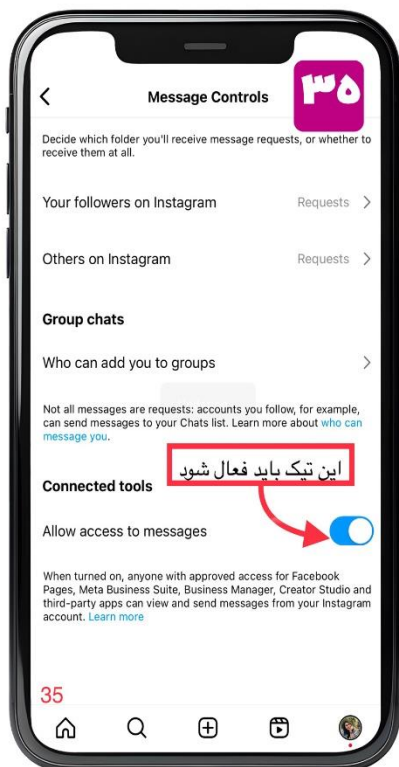 ۳۵
Message Controls
Decide which folder you'll receive message requests, or whether to
receive them at all.
Your followers on Instagram Requests
Others on Instagram Requests
Group chats
Who can add you to groups
Not all messages are requests: accounts you follow, for example,
can send messages to your Chats list. Learn more about who can
message you.
این تیک باید فعال شود
Connected tools
Allow access to messages
When turned on, anyone with approved access for Facebook
Pages, Meta Business Suite, Business Manager, Creator Studio and
third-party apps can view and send messages from your Instagram
account. Learn more
35